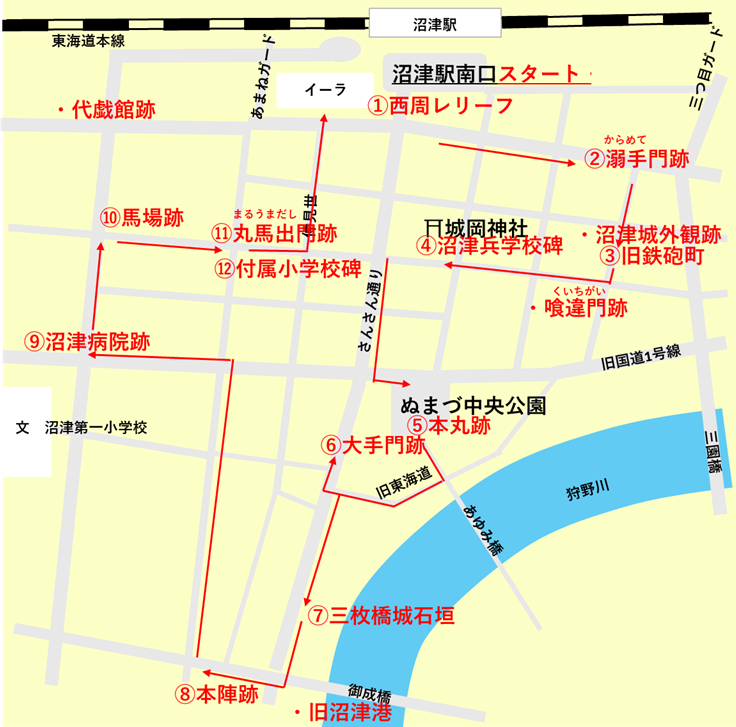 沼津駅
東海道本線
あまねガード
三つ目ガード
沼津駅南口スタート
イーラ
・代戯館跡
①西周レリーフ
からめて
②溺手門跡
⑩馬場跡
まるうまだし
⑪丸馬出門跡
⑫付属小学校碑
城岡神社
④沼津兵学校碑
・沼津城外観跡
③旧鉄砲町
くいちがい
・喰違門跡
さんさん通り
⑨沼津病院跡
旧国道1号線
文 沼津第一小学校
ぬまづ中央公園
⑤本丸跡
⑥大手門跡
旧東海道
狩野川
三園橋
あゆみ橋
⑦三枚橋城石垣
⑧本陣跡
御成橋
・旧沼津港